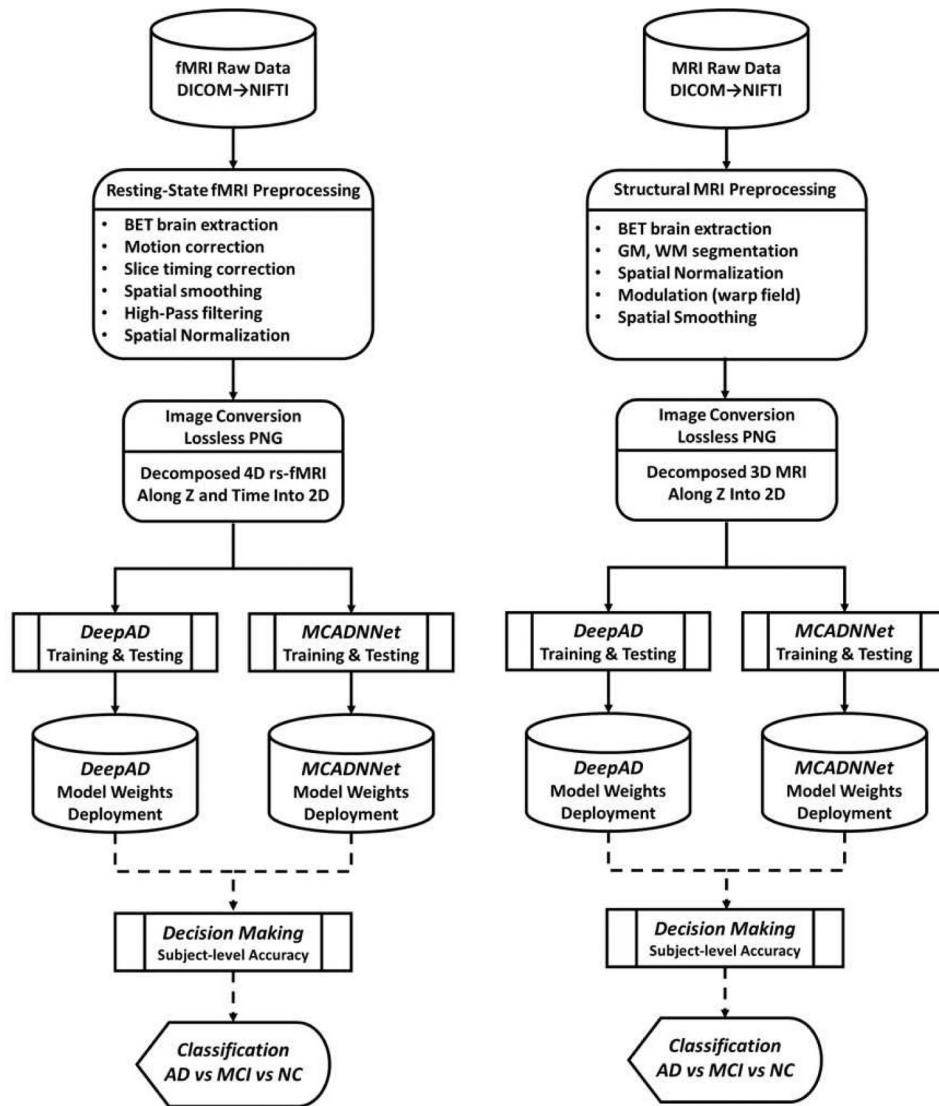 fMRI Raw Data
DICOM→NIFTI
Resting-State fMRI Preprocessing
• BET brain extraction
• Motion correction
• Slice timing correction
• Spatial smoothing
• High-Pass filtering
• Spatial Normalization
Image Conversion
Lossless PNG
Decomposed 4D rs-fMRI
Along Z and Time Into 2D
DeepAD
Training & Testing
MCADNNet
Training & Testing
DeepAD
Model Weights
Deployment
MCADNNet
Model Weights
Deployment
Decision Making
Subject-level Accuracy
Classification
AD vs MCI vs NC
MRI Raw Data
DICOM→NIFTI
Structural MRI Preprocessing
• BET brain extraction
• GM, WM segmentation
• Spatial Normalization
• Modulation (warp field)
• Spatial Smoothing
Image Conversion
Lossless PNG
Decomposed 3D MRI
Along Z Into 2D
DeepAD
Training & Testing
MCADNNet
Training & Testing
DeepAD
Model Weights
Deployment
MCADNNet
Model Weights
Deployment
Decision Making
Subject-level Accuracy
Classification
AD vs MCI vs NC